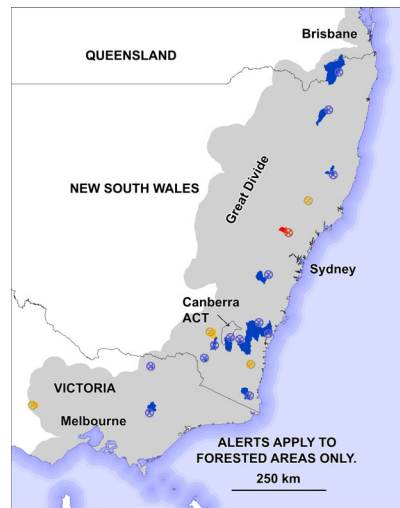 Brisbane
QUEENSLAND
NEW SOUTH WALES
Great Divide
Sydney
Canberra
ACT
VICTORIA
Melbourne
ALERTS APPLY TO
FORESTED AREAS ONLY.
250 km